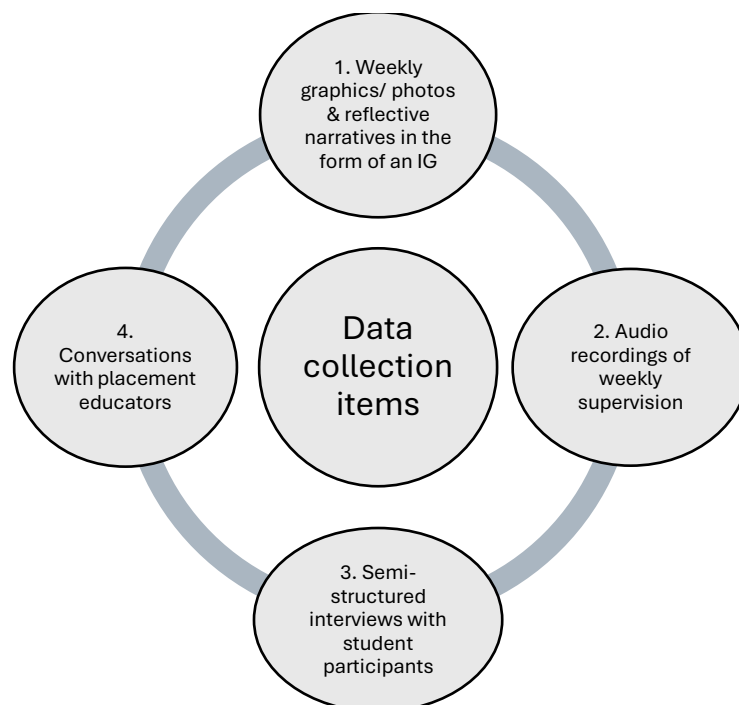 1. Weekly
graphics/ photos
& reflective
narratives in the
form of an IG
Data
collection
items
2. Audio
recordings of
weekly
supervision
3. Semi-
structured
interviews with
student
participants
4.
Conversations
with placement
educators